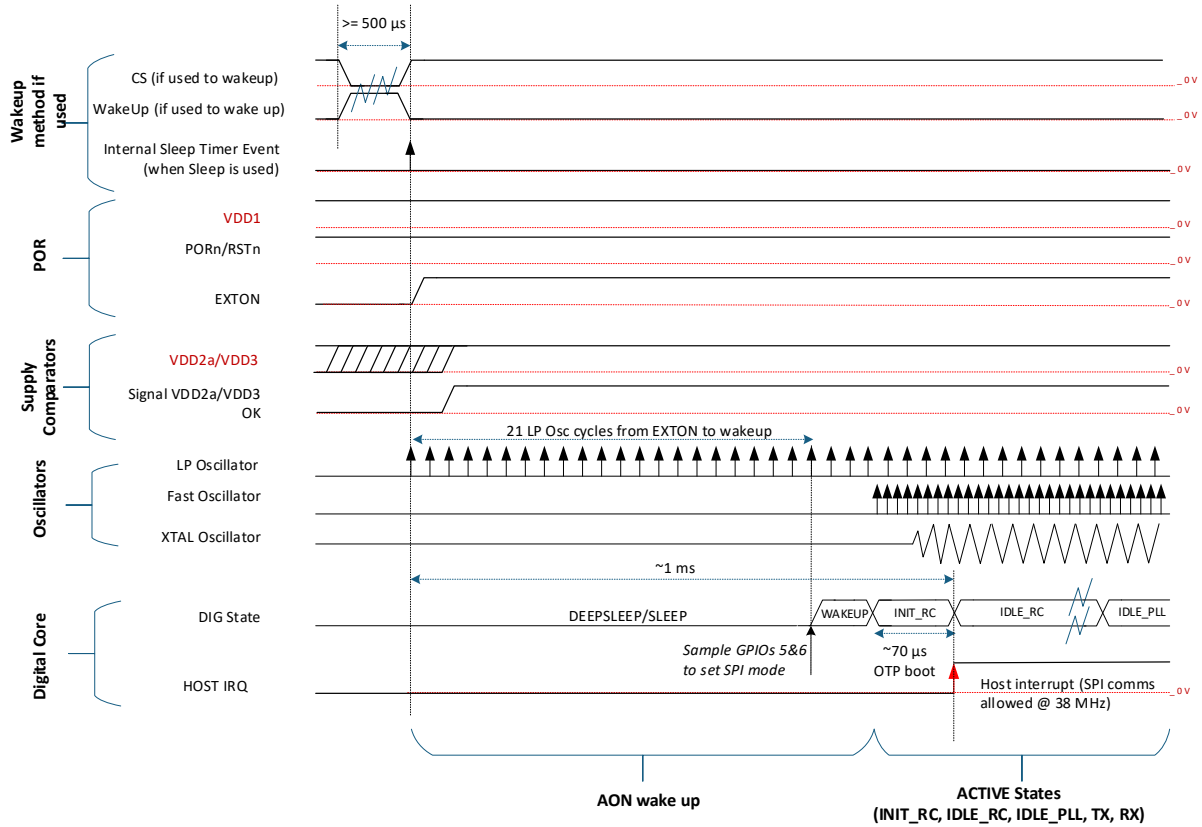 >= 500 µs
Wakeup
method if
used
CS (if used to wakeup)
_ 0 V
WakeUp (if used to wake up)
_ 0 V
Internal Sleep Timer Event
(when Sleep is used)
_ 0 V
POR
VDD1
_ 0 V
PORn/RSTn
_ 0 V
EXTON
_ 0 V
Supply
Comparators
VDD2a/VDD3
_ 0 V
Signal VDD2a/VDD3
OK
_ 0 V
21 LP Osc cycles from EXTON to wakeup
Oscillators
LP Oscillator
Fast Oscillator
XTAL Oscillator
~1 ms
Digital Core
DIG State
DEEPSLEEP/SLEEP
WAKEUP
INIT_RC
IDLE_RC
IDLE_PLL
Sample GPIOs 5&6
to set SPI mode
~70 µs
OTP boot
HOST IRQ
Host interrupt (SPI comms
allowed @ 38 MHz)
_ 0 V
AON wake up
ACTIVE States
(INIT_RC, IDLE_RC, IDLE_PLL, TX, RX)